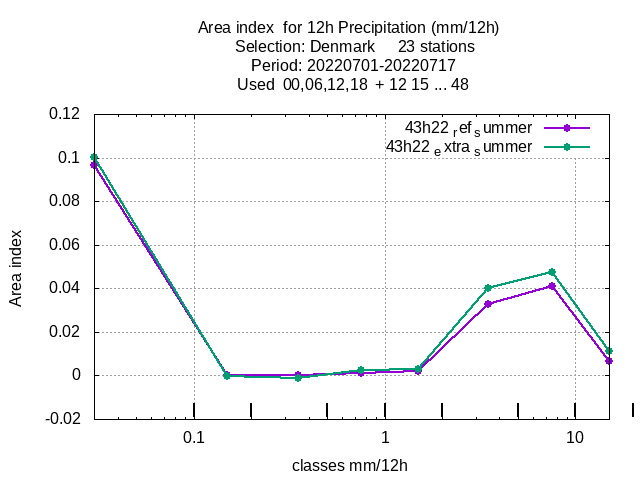 Area index  for 12h Precipitation (mm/12h)
Selection: Denmark     23 stations
Period: 20220701-20220717
Used  00,06,12,18  + 12 15 ... 48
43h22 ref summer
43h22 extra summer
0.12
0.1
0.08
0.06
0.04
0.02
0
-0.02
Area index
0.1
1
10
classes mm/12h